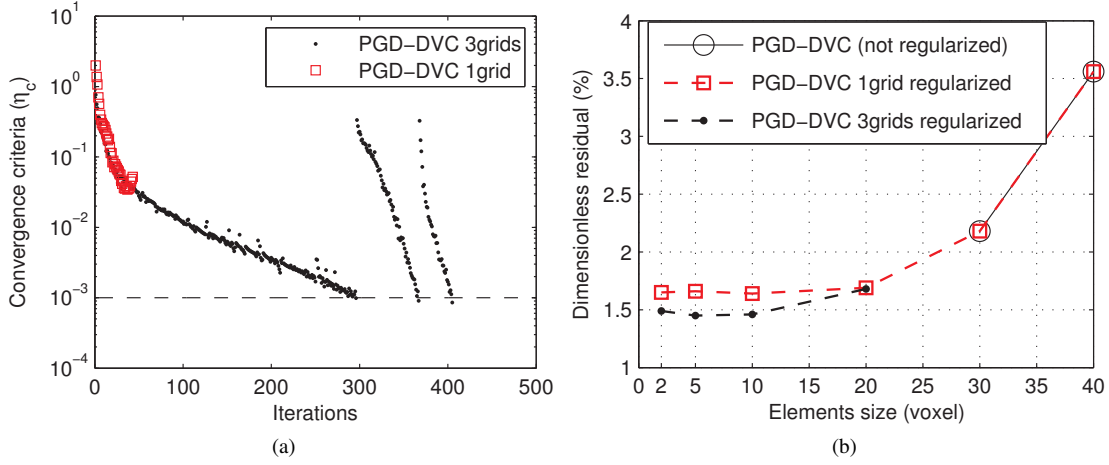 10^1
10^0
10^-1
10^-2
10^-3
10^-4
Convergence criteria (η_c)
0 100 200 300 400 500
Iterations
PGD−DVC 3grids
PGD−DVC 1grid
(a)
4
3.5
3
2.5
2
1.5
1
Dimensionless residual (%)
0 2 5 10 15 20 25 30 35 40
Elements size (voxel)
PGD−DVC (not regularized)
PGD−DVC 1grid regularized
PGD−DVC 3grids regularized
(b)